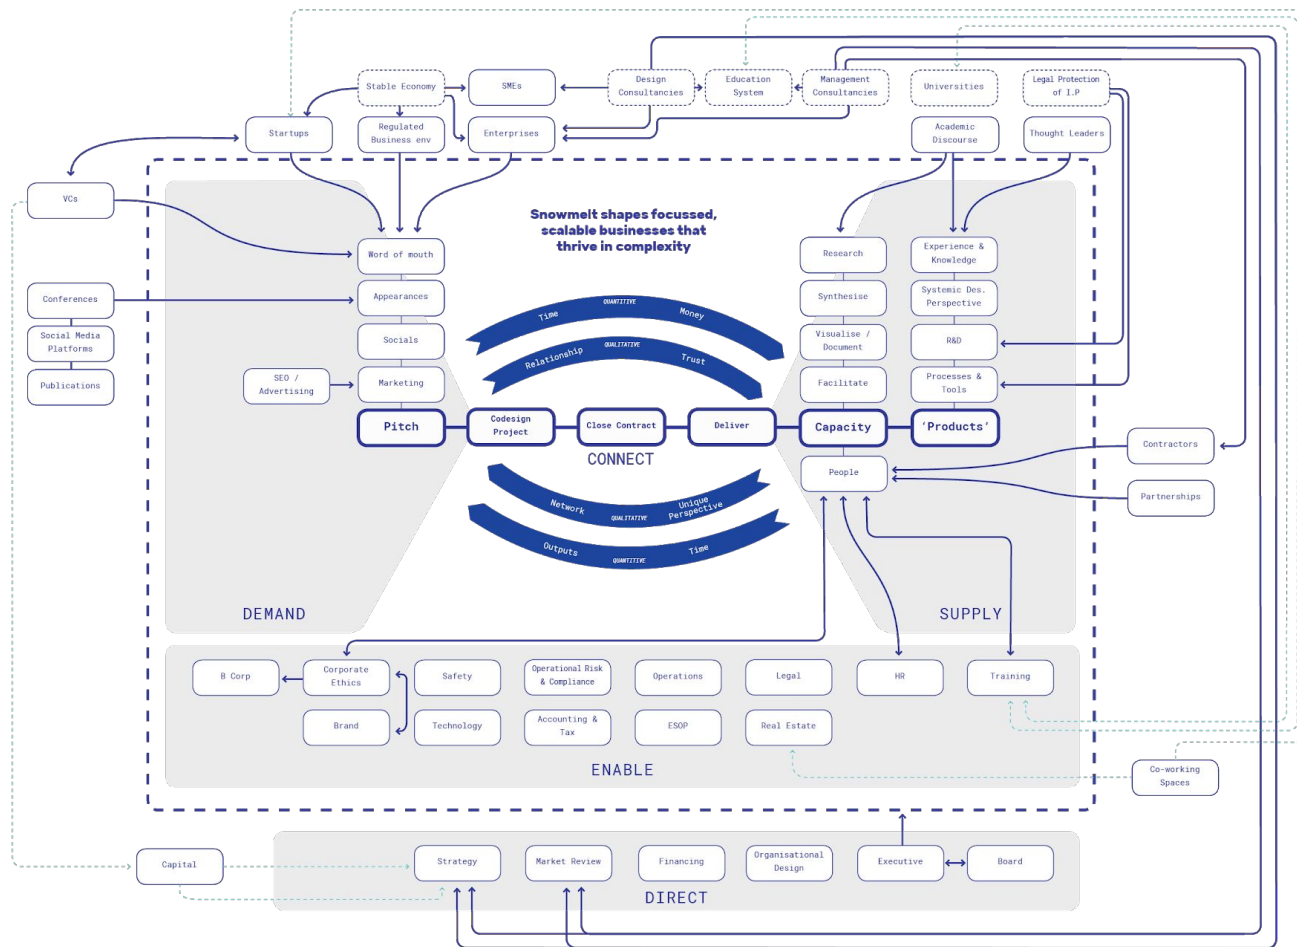 Stable Economy
SMEs
Design
Consultancies
Education
System
Management
Consultancies
Universities
Legal Protection
of I.P
Startups
Regulated
Business env
Enterprises
Academic
Discourse
Thought Leaders
VCs
Snowmelt shapes focussed,
scalable businesses that
thrive in complexity
Word of mouth
Research
Experience &
Knowledge
Conferences
Appearances
Synthesise
Systemic Des.
Perspective
Social Media
Platforms
Socials
Time
QUANTITIVE
Money
Visualise /
Document
R&D
Publications
SEO /
Advertising
Marketing
Relationship
QUALITATIVE
Trust
Facilitate
Processes &
Tools
Pitch
Codesign
Project
Close Contract
Deliver
Capacity
‘Products’
CONNECT
People
Contractors
Partnerships
Network
QUALITATIVE
Unique
Perspective
Outputs
QUANTITIVE
Time
DEMAND
SUPPLY
B Corp
Corporate
Ethics
Safety
Operational Risk
& Compliance
Operations
Legal
HR
Training
Brand
Technology
Accounting &
Tax
ESOP
Real Estate
ENABLE
Co-working
Spaces
Capital
Strategy
Market Review
Financing
Organisational
Design
Executive
Board
DIRECT